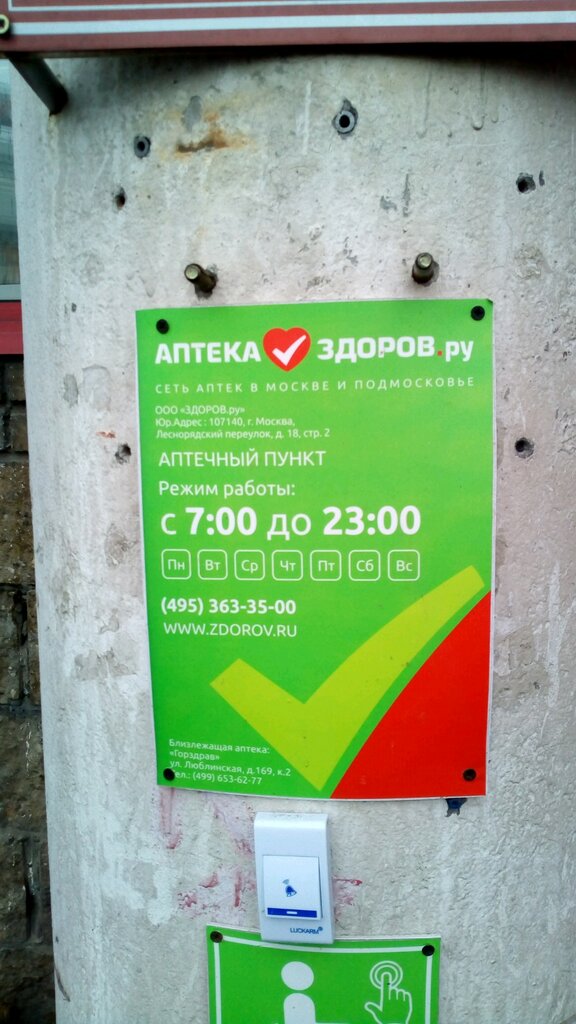 АПТЕКА ЗДОРОВ.ру
СЕТЬ АПТЕК В МОСКВЕ И ПОДМОСКОВЬЕ
ООО «ЗДОРОВ.ру»
Юр.Адрес : 107140, г. Москва,
Леснорядский переулок, д. 18, стр. 2
АПТЕЧНЫЙ ПУНКТ
Режим работы:
с 7:00 до 23:00
Пн Вт Ср Чт Пт Сб Вс
(495) 363-35-00
WWW.ZDOROV.RU
Близлежащая аптека:
«Горздрав»
ул. Люблинская, д.169, к.2
тел.: (499) 653-62-77
LUCKARM